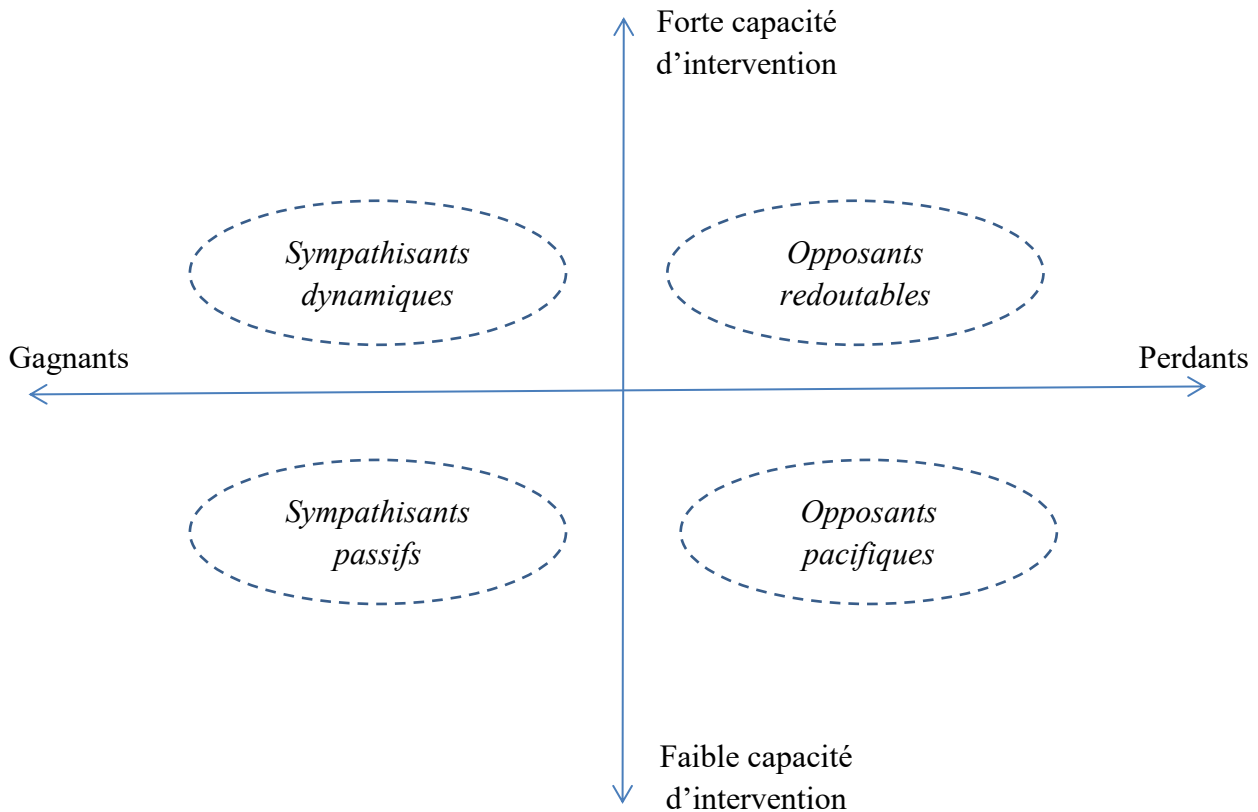 Forte capacité
d’intervention
Sympathisants
dynamiques
Opposants
redoutables
Gagnants
Perdants
Sympathisants
passifs
Opposants
pacifiques
Faible capacité
d’intervention